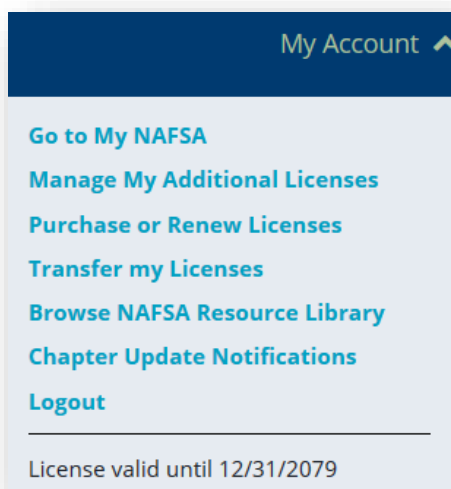 My Account
Go to My NAFSA
Manage My Additional Licenses
Purchase or Renew Licenses
Transfer my Licenses
Browse NAFSA Resource Library
Chapter Update Notifications
Logout
License valid until 12/31/2079